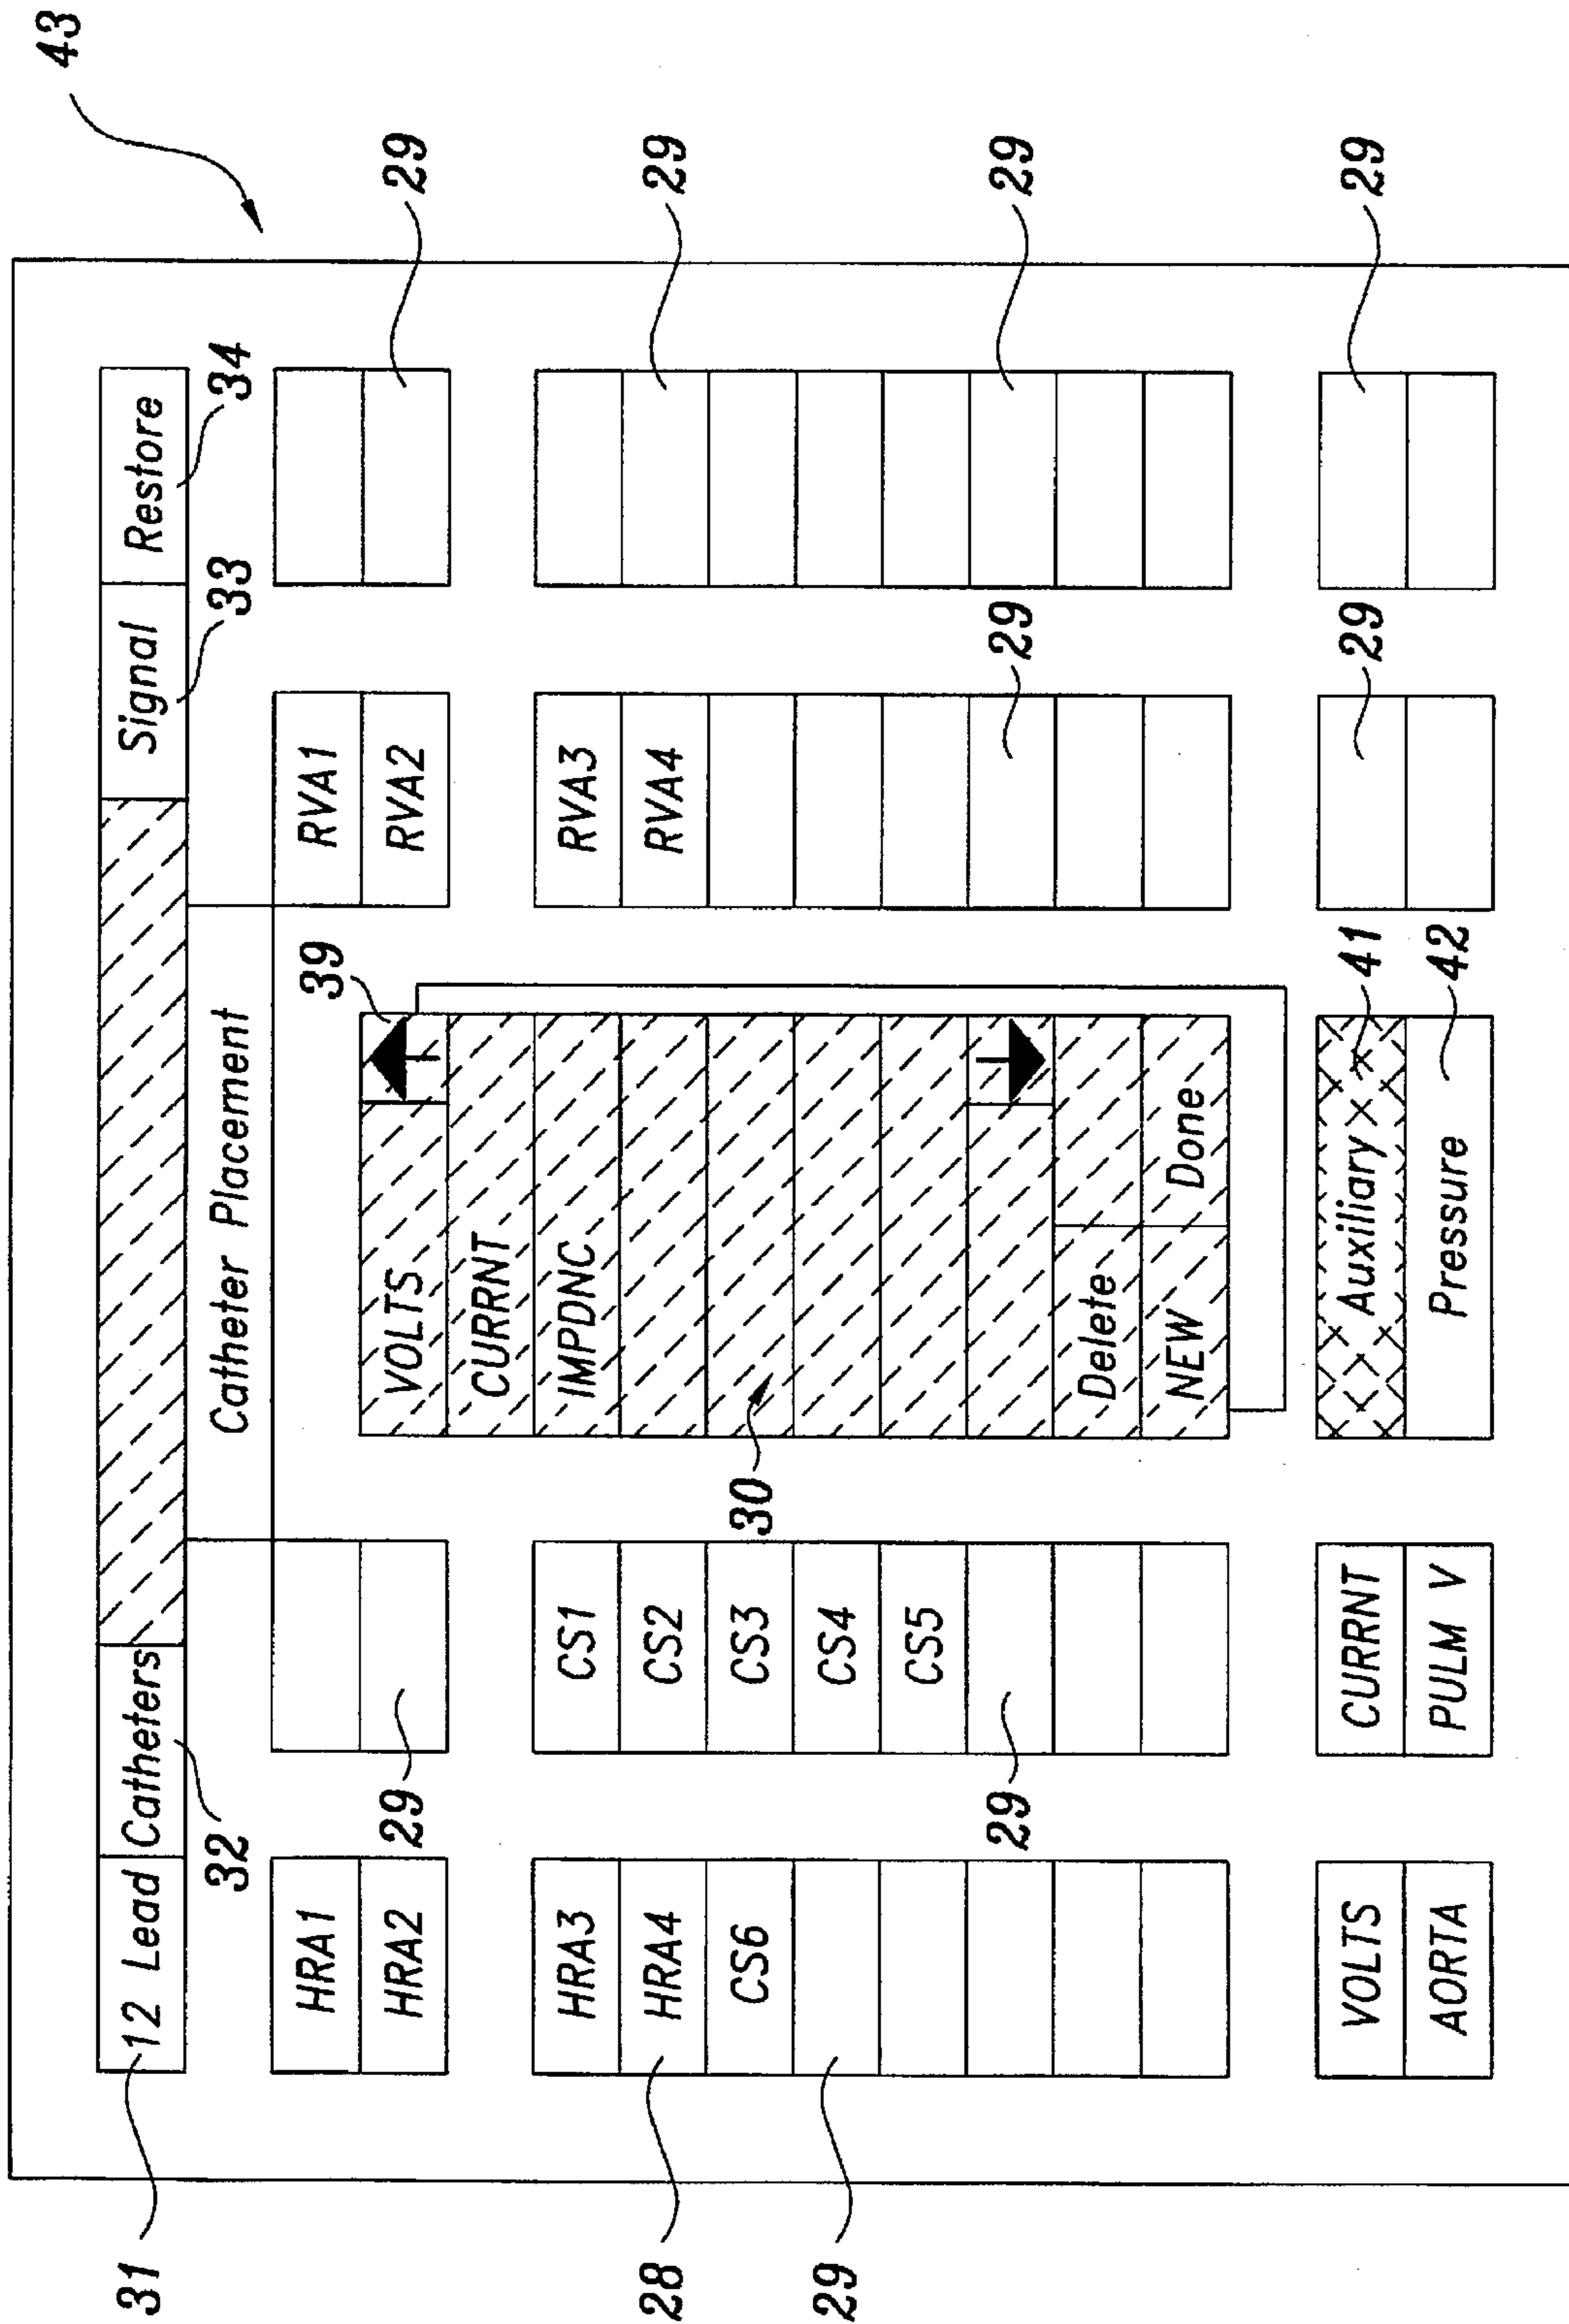 43
12 Lead Catheters Signal Restore
31
32
33
34
Catheter Placement
HRA1 RVA1
HRA2 RVA2
29
29
39
VOLTS
CURRNT
IMPDNC
30
Delete
NEW Done
HRA3 CS1 RVA3
HRA4 CS2 RVA4
CS6 CS3
CS4
CS5
28
29
29
29
29
29
VOLTS CURRNT Auxiliary
AORTA PULM V Pressure
41
42
29
29